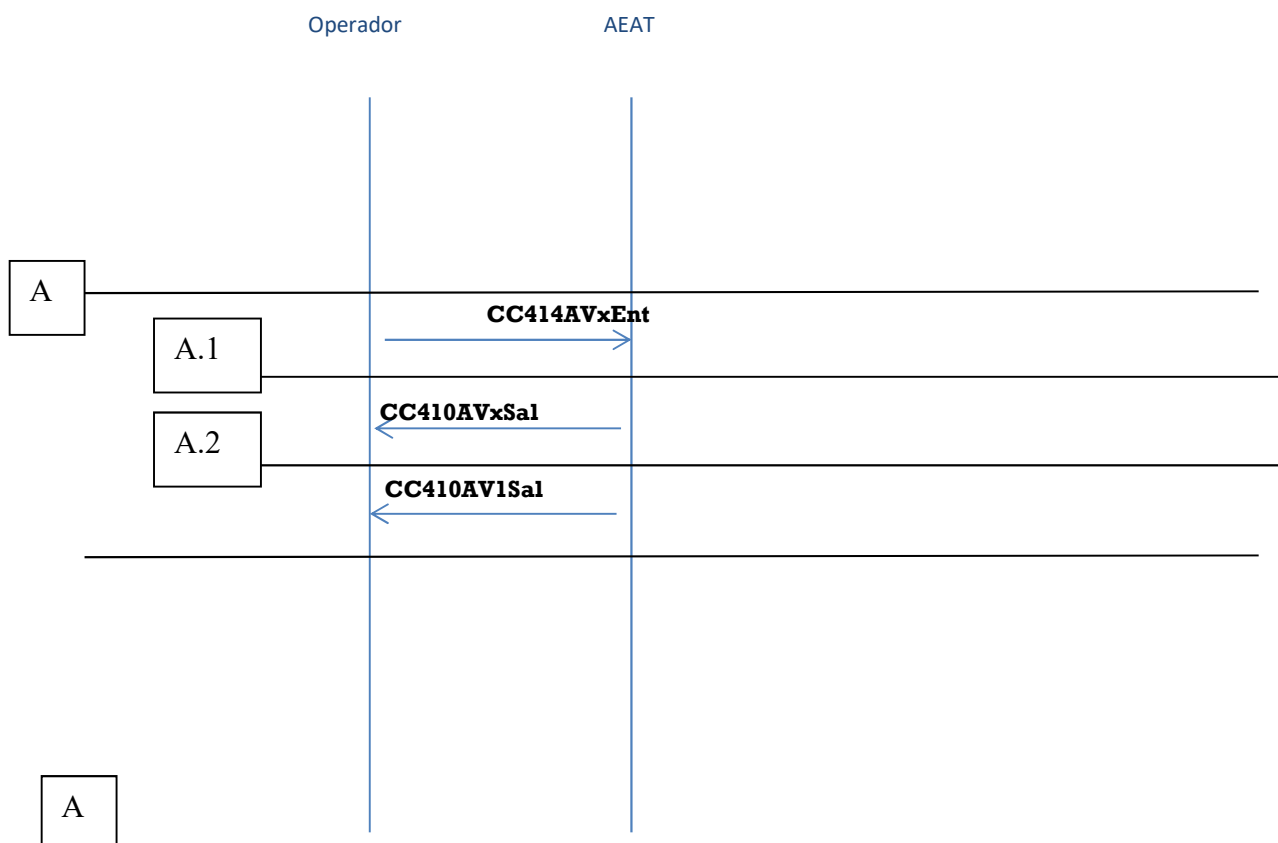 Operador AEAT
A
CC414AVxEnt
A.1
CC410AVxSal
A.2
CC410AV1Sal
A